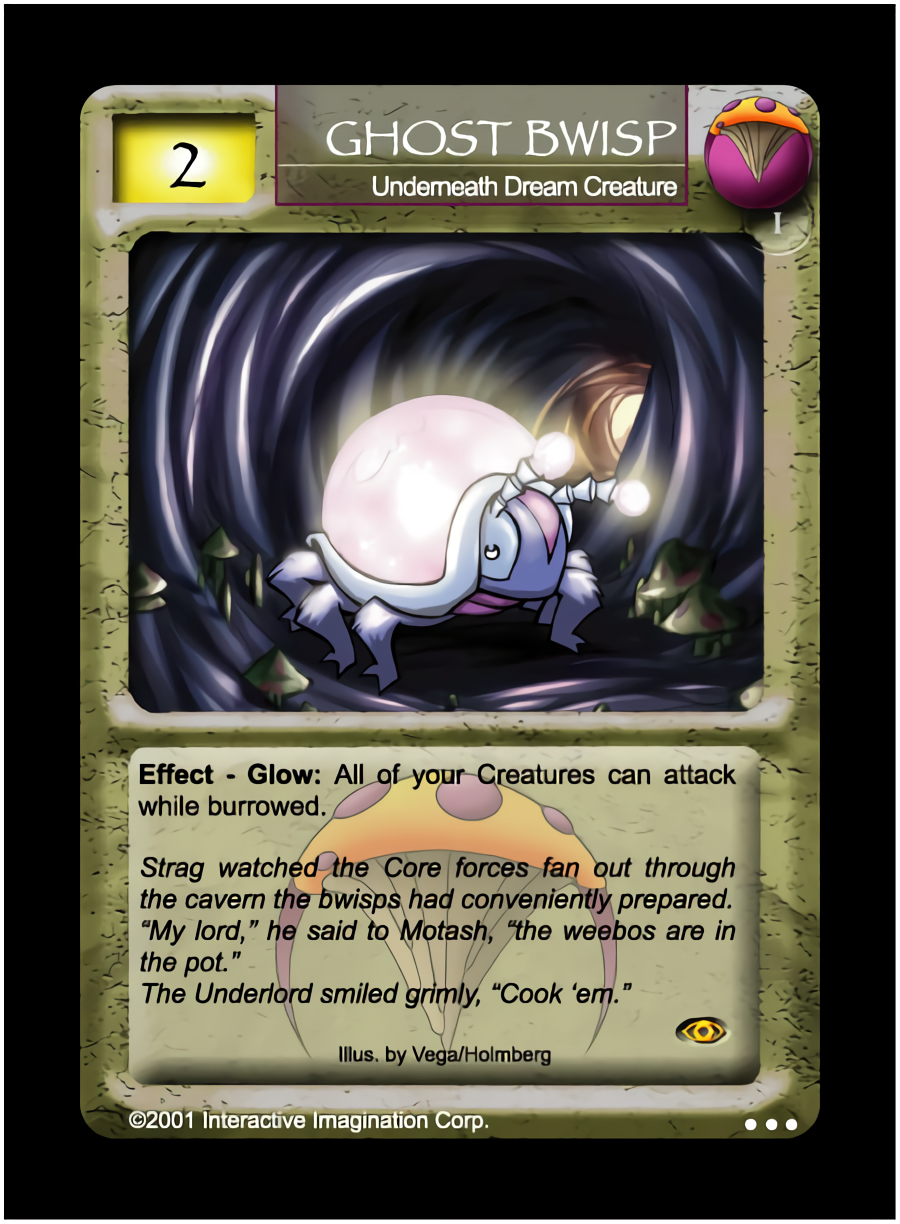 2
GHOST BWISP
Underneath Dream Creature
I
Effect - Glow: All of your Creatures can attack
while burrowed.
Strag watched the Core forces fan out through
the cavern the bwisps had conveniently prepared.
“My lord,” he said to Motash, “the weebos are in
the pot.”
The Underlord smiled grimly, “Cook ‘em.”
Illus. by Vega/Holmberg
©2001 Interactive Imagination Corp.